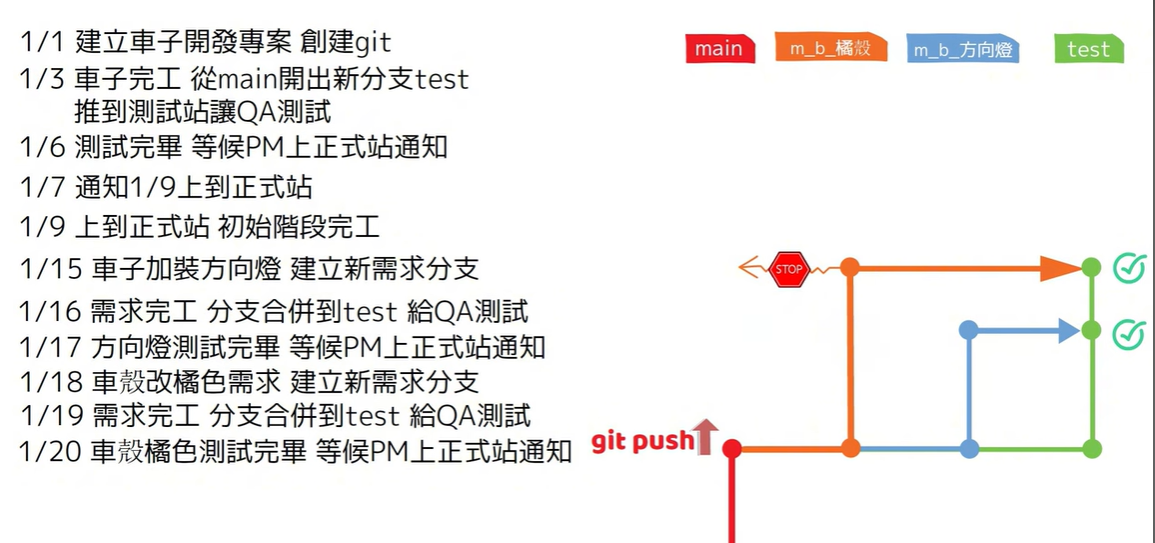 1/1 建立車子開發專案 創建git
1/3 車子完工 從main開出新分支test
推到測試站讓QA測試
1/6 測試完畢 等候PM上正式站通知
1/7 通知1/9上到正式站
1/9 上到正式站 初始階段完工
1/15 車子加裝方向燈 建立新需求分支
1/16 需求完工 分支合併到test 給QA測試
1/17 方向燈測試完畢 等候PM上正式站通知
1/18 車殼改橘色需求 建立新需求分支
1/19 需求完工 分支合併到test 給QA測試
1/20 車殼橘色測試完畢 等候PM上正式站通知
main
m_b_橘殼
m_b_方向燈
test
STOP
git push